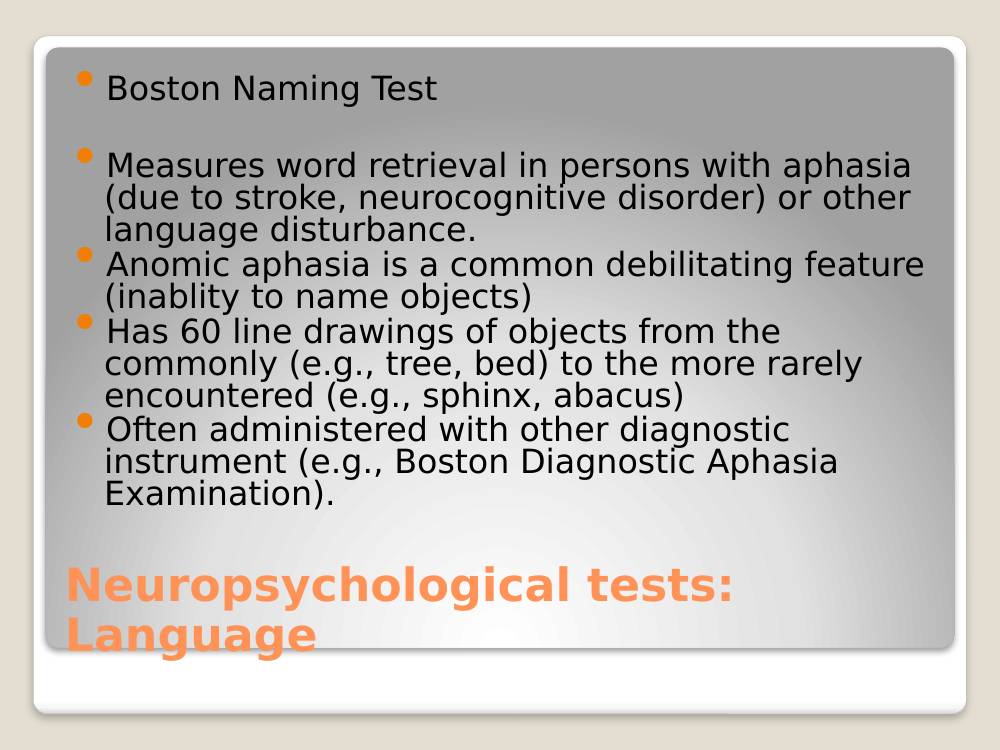 Boston Naming Test
Measures word retrieval in persons with aphasia
(due to stroke, neurocognitive disorder) or other
language disturbance.
Anomic aphasia is a common debilitating feature
(inablity to name objects)
Has 60 line drawings of objects from the
commonly (e.g., tree, bed) to the more rarely
encountered (e.g., sphinx, abacus)
Often administered with other diagnostic
instrument (e.g., Boston Diagnostic Aphasia
Examination).
Neuropsychological tests:
Language